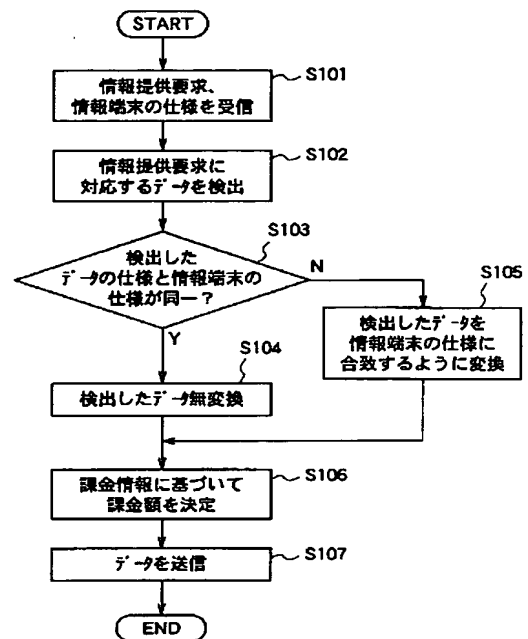 START
情報提供要求、
情報端末の仕様を受信
S101
情報提供要求に
対応するデータを検出
S102
検出した
データの仕様と情報端末の
仕様が同一?
S103
N
Y
検出したデータを
情報端末の仕様に
合致するように変換
S105
検出したデータ無変換
S104
課金情報に基づいて
課金額を決定
S106
データを送信
S107
END